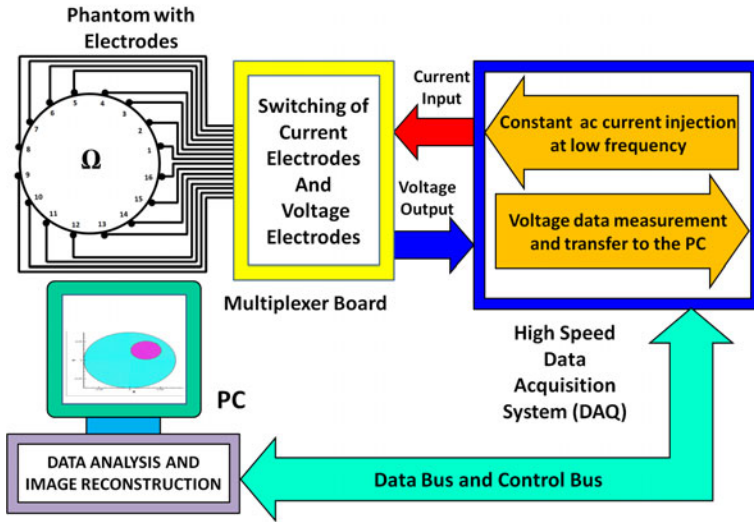 Phantom with
Electrodes
5
4
6
3
7
2
8
1
Ω
9
16
10
15
11
14
12
13
Switching of
Current
Electrodes
And
Voltage
Electrodes
Multiplexer Board
Current
Input
Voltage
Output
Constant ac current injection
at low frequency
Voltage data measurement
and transfer to the PC
High Speed
Data
Acquisition
System (DAQ)
PC
DATA ANALYSIS AND
IMAGE RECONSTRUCTION
Data Bus and Control Bus